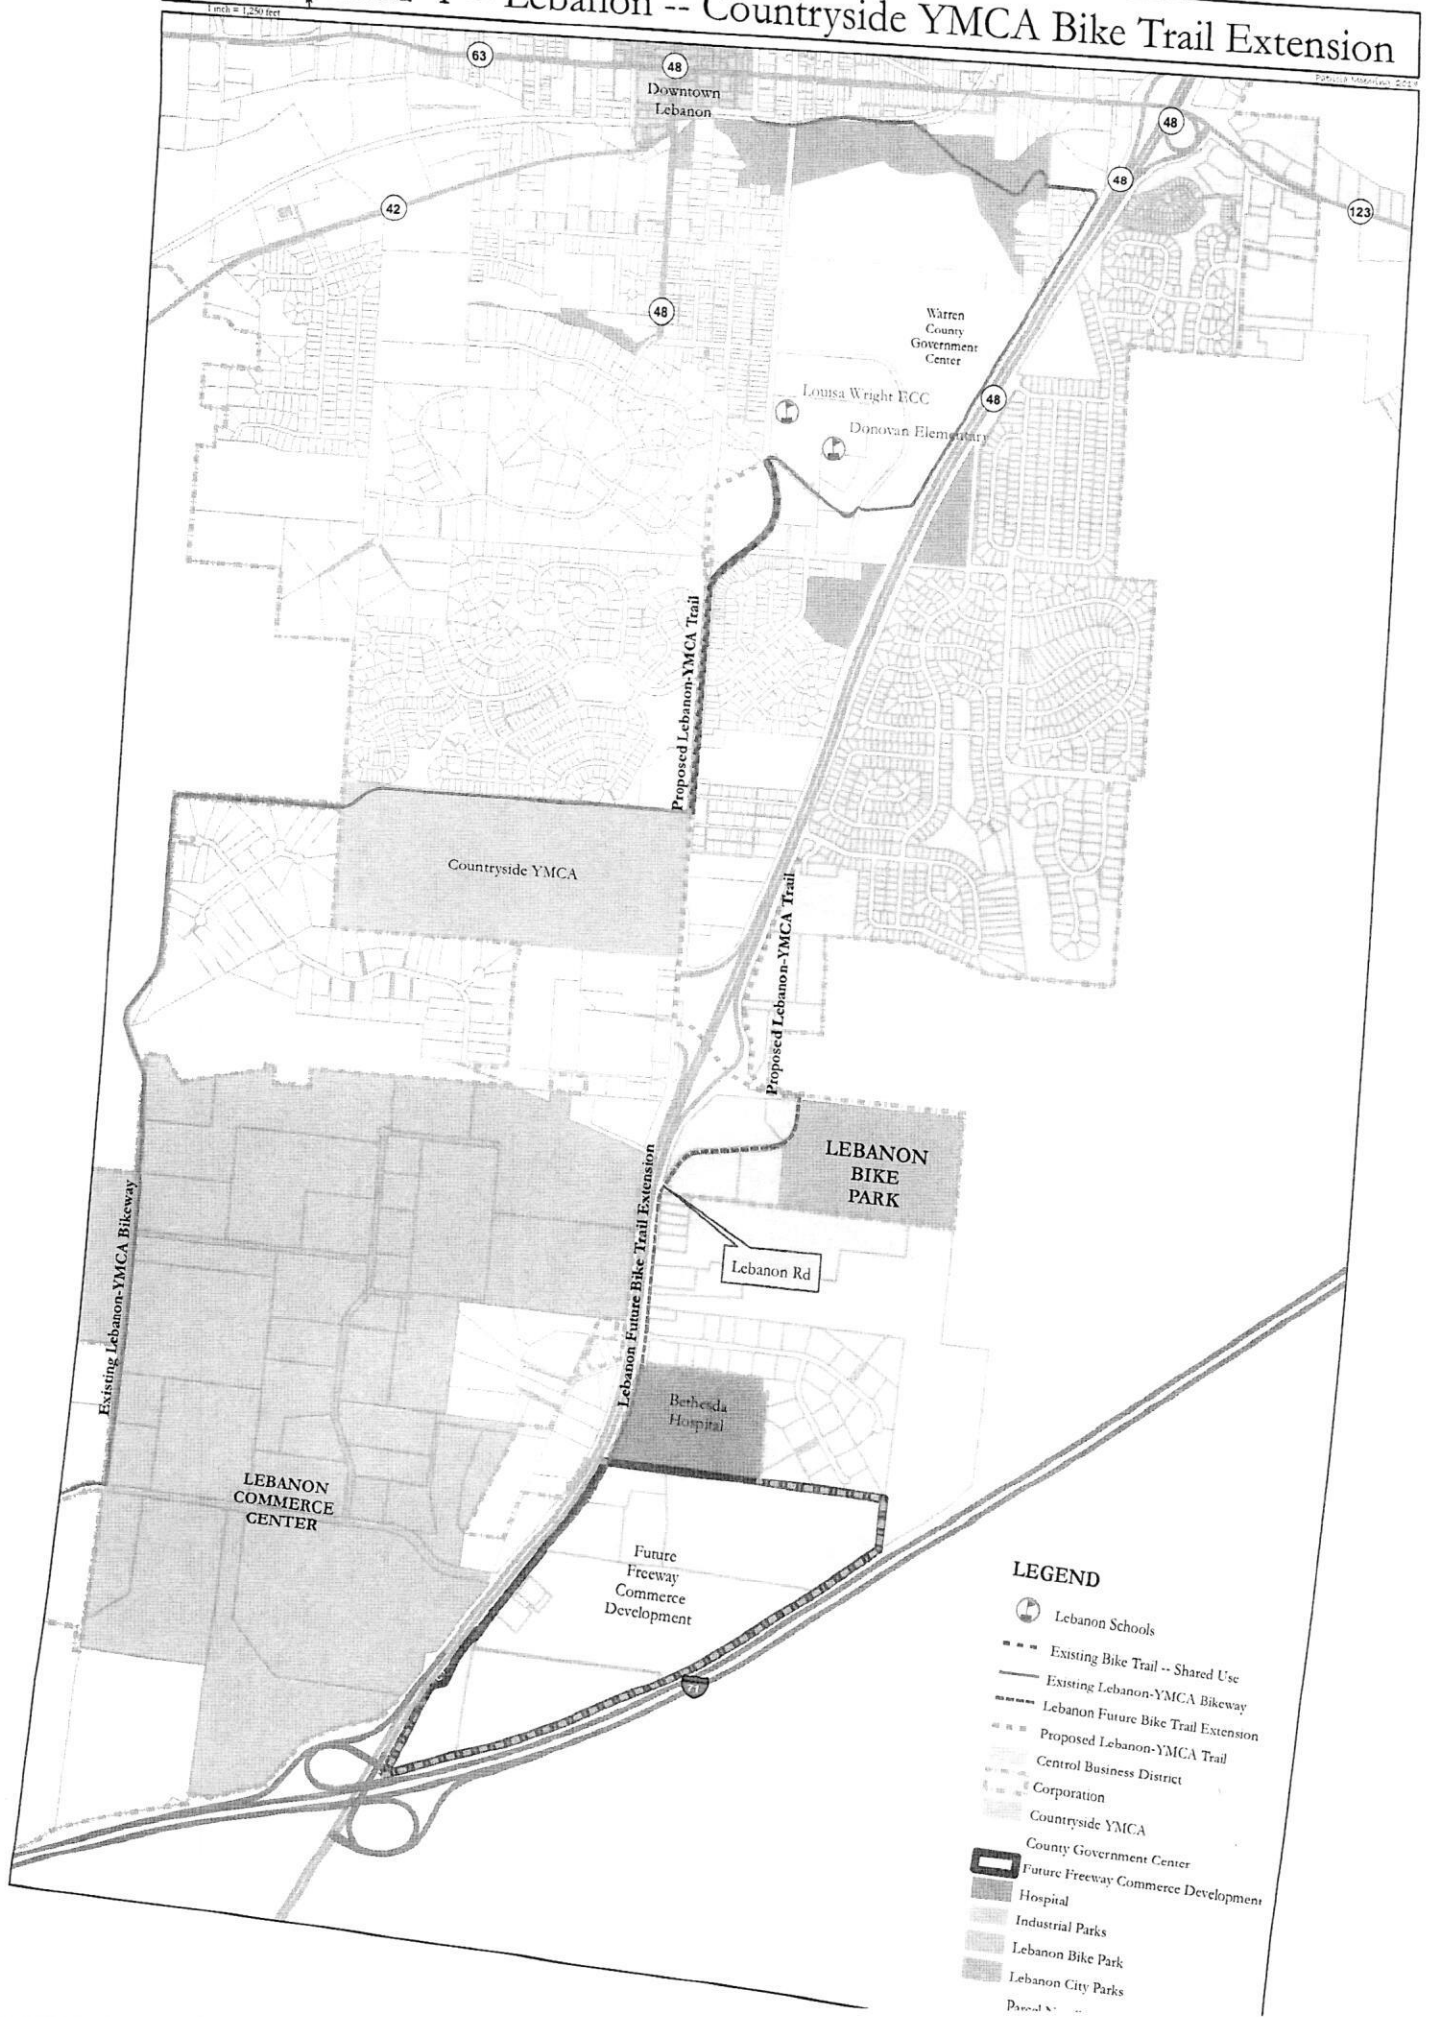 Lebanon -- Countryside YMCA Bike Trail Extension
1 inch = 1,250 feet
63
48
Downtown
Lebanon
48
48
42
123
48
Warren
County
Government
Center
Louisa Wright ECC
48
Donovan Elementary
Proposed Lebanon-YMCA Trail
Countryside YMCA
Proposed Lebanon-YMCA Trail
LEBANON
BIKE
PARK
Existing Lebanon-YMCA Bikeway
Lebanon Future Bike Trail Extension
Lebanon Rd
Bethesda
Hospital
LEBANON
COMMERCE
CENTER
Future
Freeway
Commerce
Development
71
LEGEND
Lebanon Schools
Existing Bike Trail -- Shared Use
Existing Lebanon-YMCA Bikeway
Lebanon Future Bike Trail Extension
Proposed Lebanon-YMCA Trail
Central Business District
Corporation
Countryside YMCA
County Government Center
Future Freeway Commerce Development
Hospital
Industrial Parks
Lebanon Bike Park
Lebanon City Parks